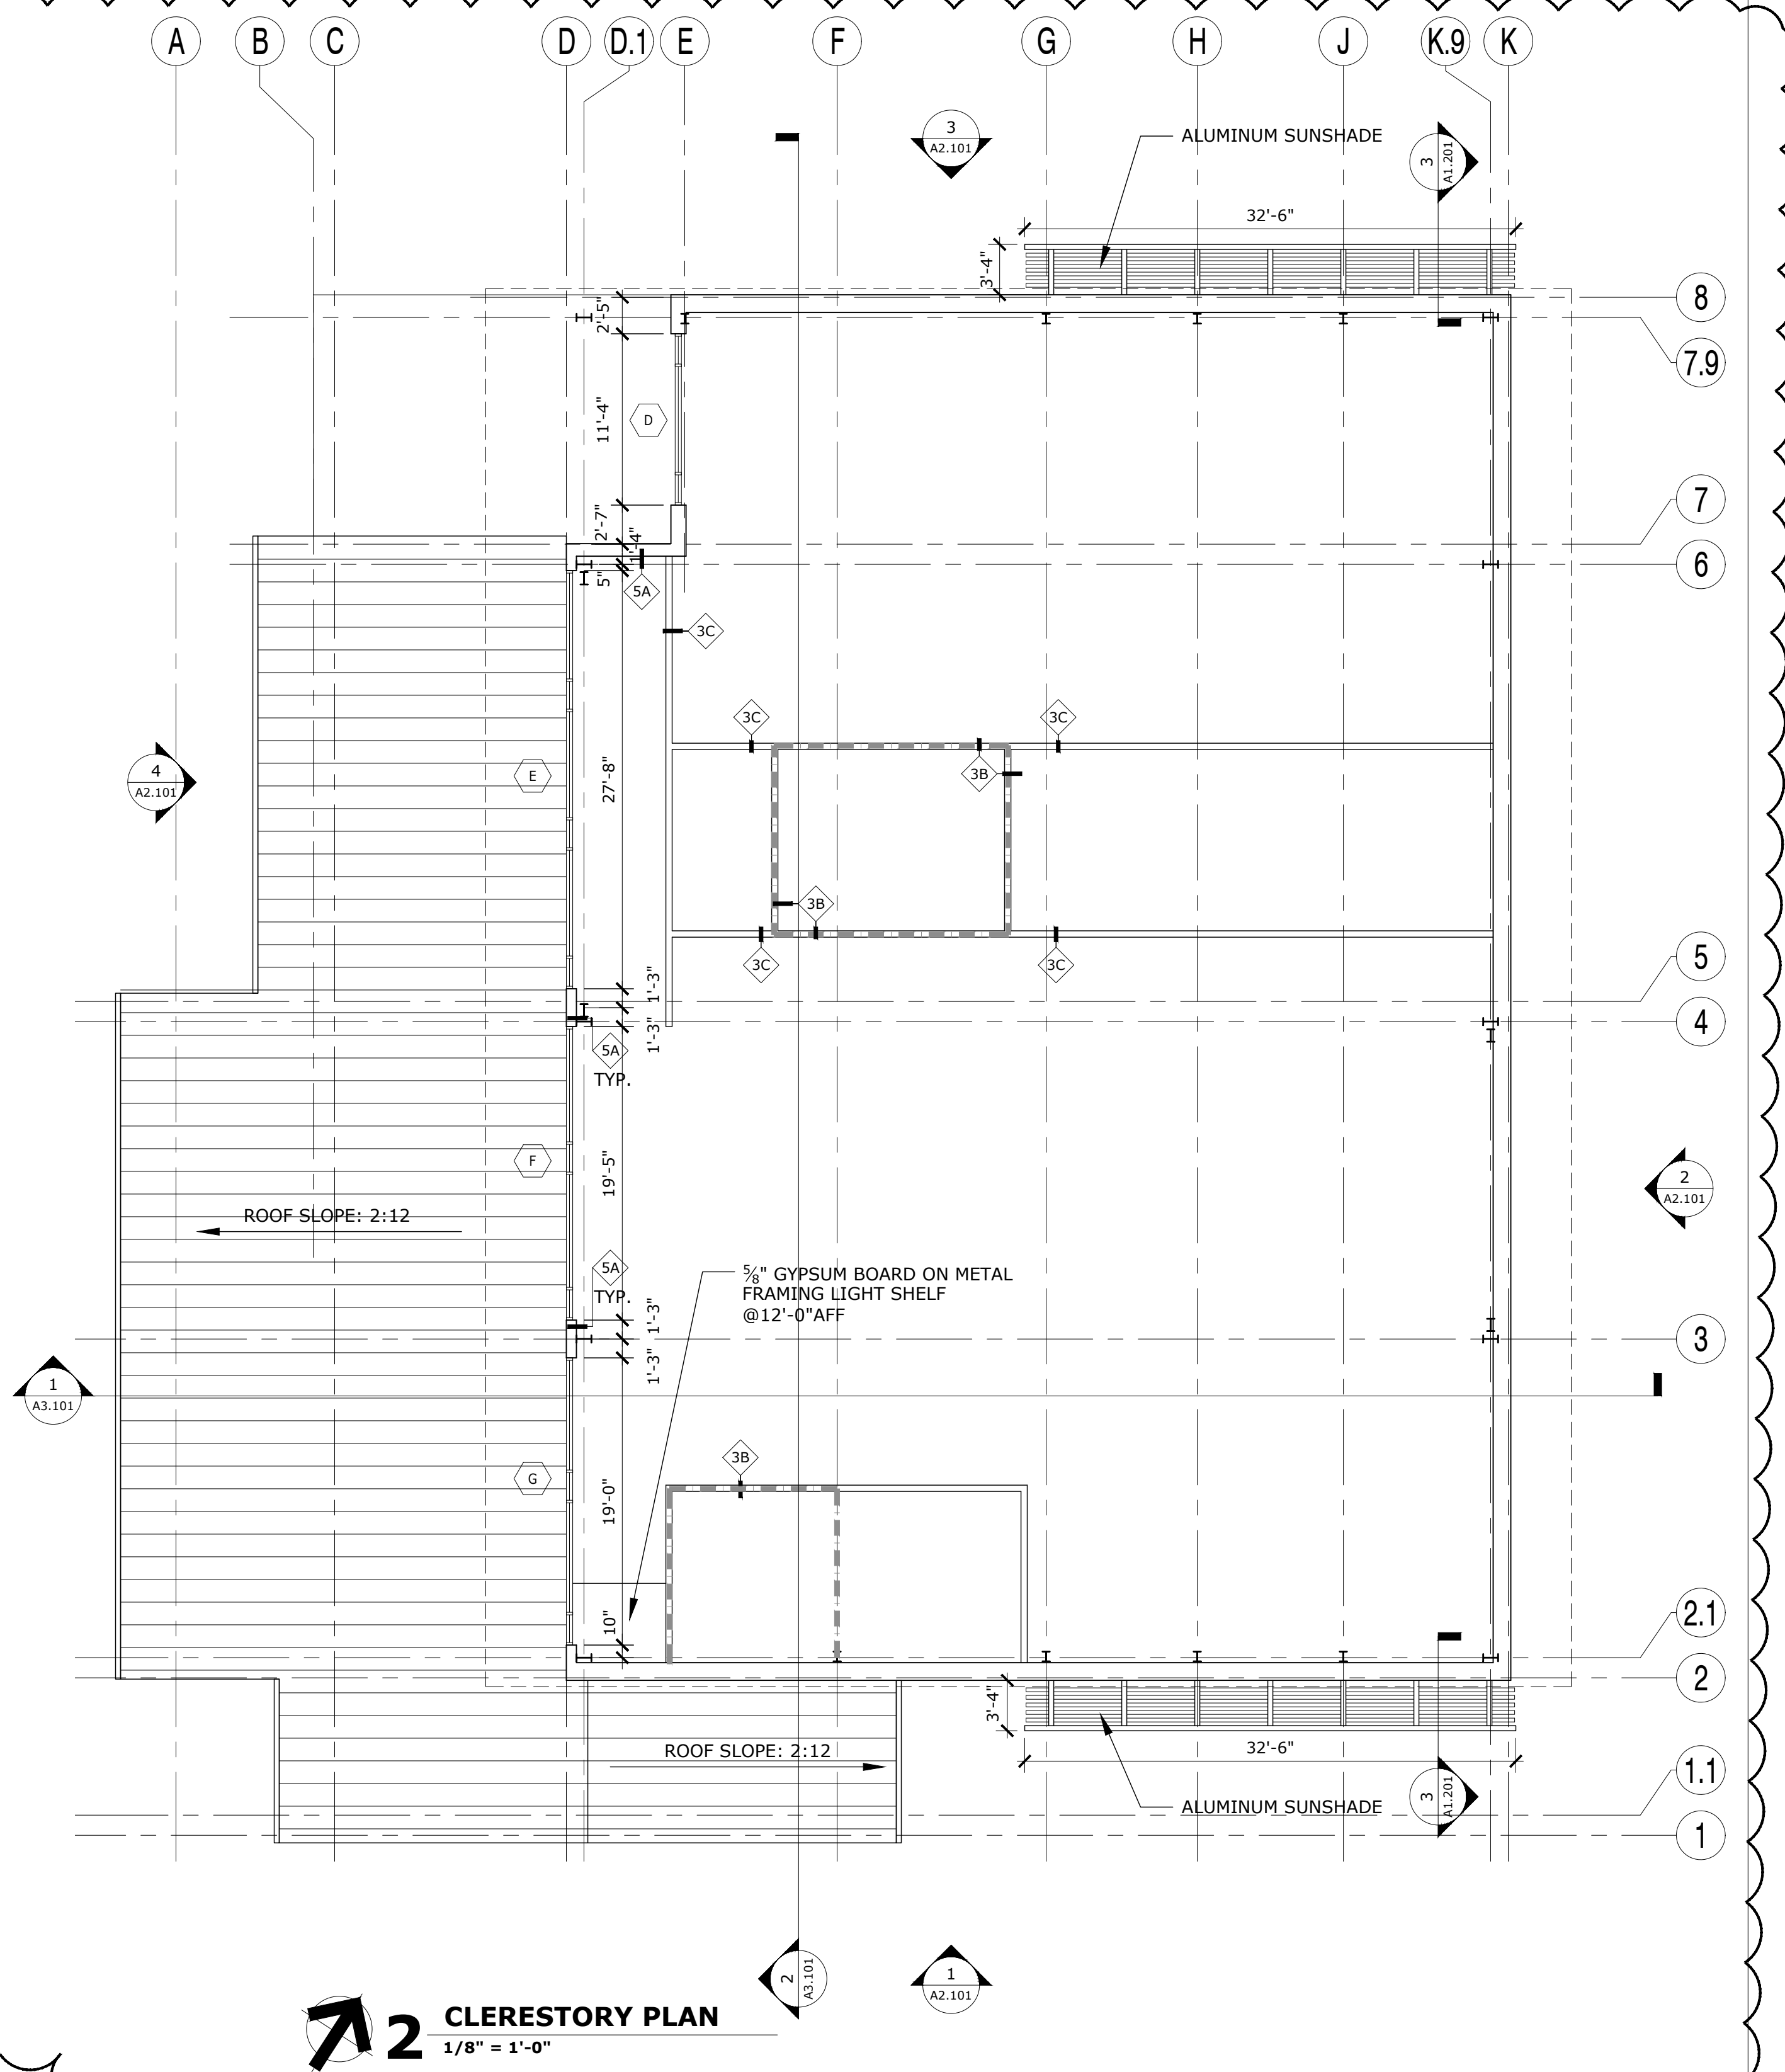 A B C D D.1 E F G H J K.9 K
3
A2.101
ALUMINUM SUNSHADE
3
A1.201
32'-6"
3'-4"
8
2'-5"
7.9
11'-4"
D
7
2'-7"
1'-4"
6
5"
5A
3C
3C
3C
4
A2.101
E
27'-8"
3B
3B
3C
3C
5
1'-3"
4
1'-3"
5A
TYP.
F
19'-5"
2
A2.101
ROOF SLOPE: 2:12
5A
TYP.
⅝" GYPSUM BOARD ON METAL
FRAMING LIGHT SHELF
@12'-0"AFF
1'-3"
3
1'-3"
1
A3.101
3B
G
19'-0"
10"
2.1
2
3'-4"
ROOF SLOPE: 2:12
32'-6"
1.1
ALUMINUM SUNSHADE
3
A1.201
1
2
A3.101
1
A2.101
2
CLERESTORY PLAN
1/8" = 1'-0"